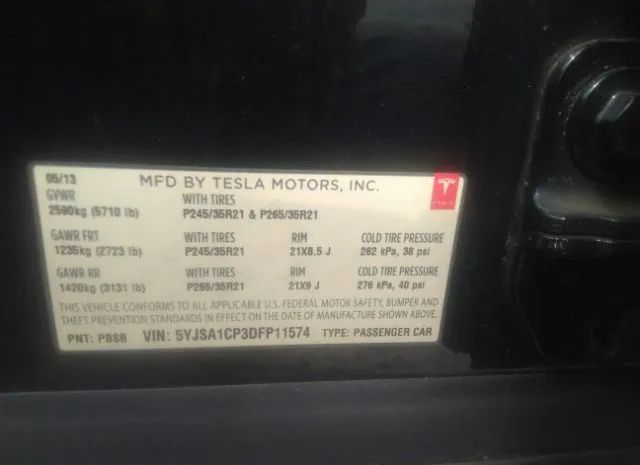 05/13 MFD BY TESLA MOTORS, INC.
GVWR WITH TIRES
2590kg (5710 lb) P245/35R21 & P265/35R21
TESLA
GAWR FRT WITH TIRES RIM COLD TIRE PRESSURE
1235kg (2723 lb) P245/35R21 21X8.5 J 262 kPa, 38 psi
GAWR RR WITH TIRES RIM COLD TIRE PRESSURE
1420kg (3131 lb) P265/35R21 21X9 J 276 kPa, 40 psi
THIS VEHICLE CONFORMS TO ALL APPLICABLE U.S. FEDERAL MOTOR SAFETY, BUMPER AND
THEFT PREVENTION STANDARDS IN EFFECT ON THE DATE OF MANUFACTURE SHOWN ABOVE.
PNT: PBSB VIN: 5YJSA1CP3DFP11574 TYPE: PASSENGER CAR